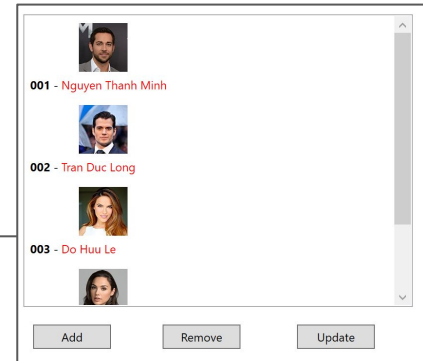 001 - Nguyen Thanh Minh
002 - Tran Duc Long
003 - Do Huu Le
Add Remove Update